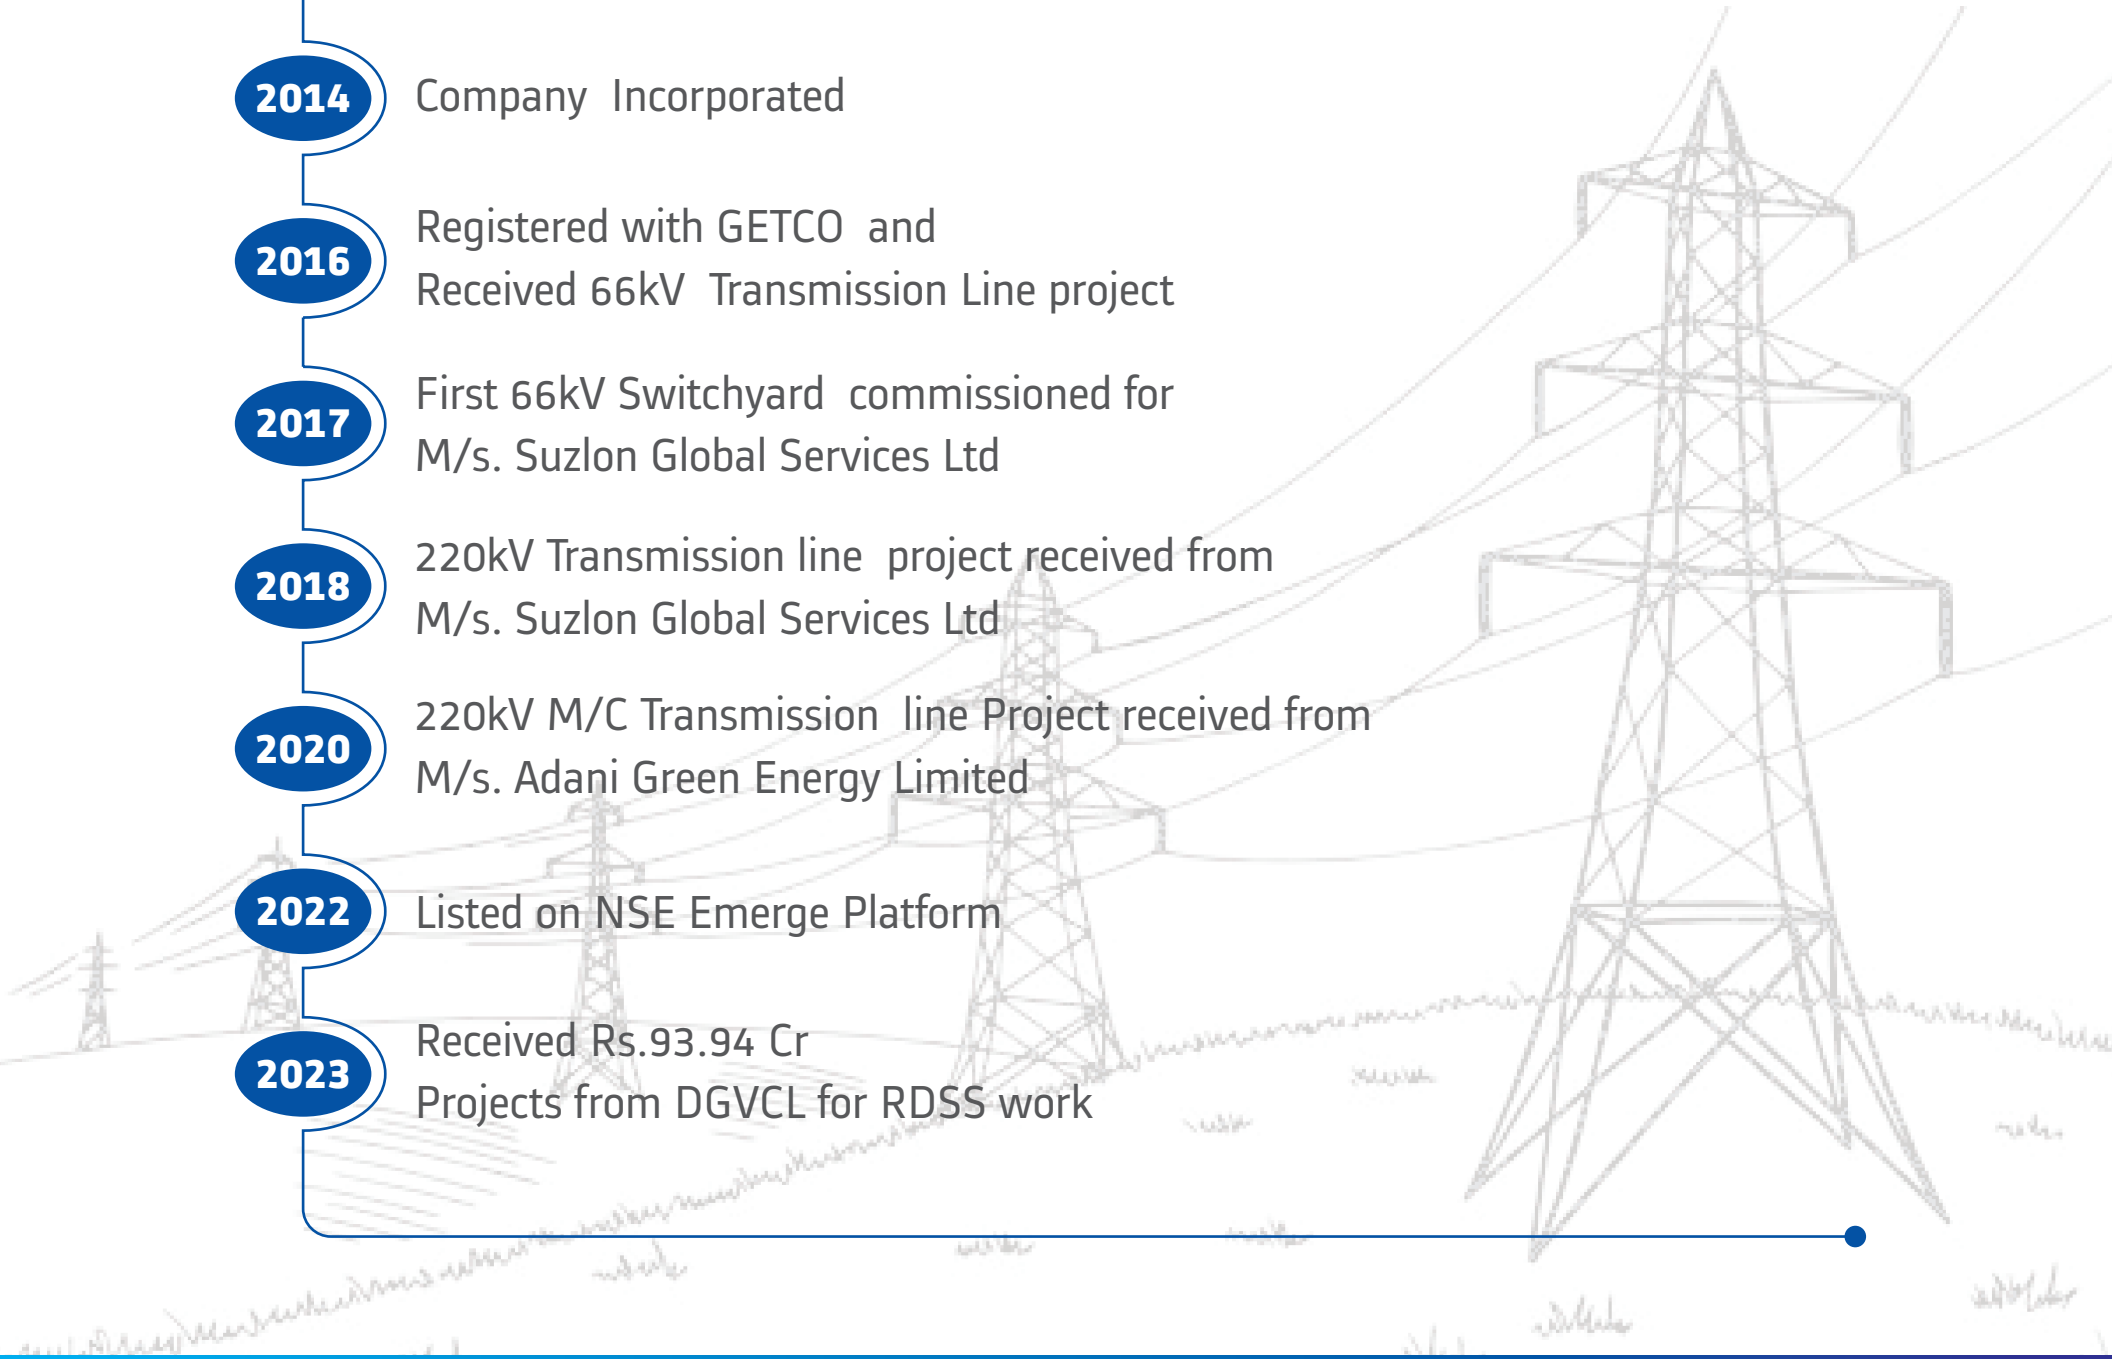 2014
Company Incorporated
2016
Registered with GETCO and
Received 66kV Transmission Line project
2017
First 66kV Switchyard commissioned for
M/s. Suzlon Global Services Ltd
2018
220kV Transmission line project received from
M/s. Suzlon Global Services Ltd
2020
220kV M/C Transmission line Project received from
M/s. Adani Green Energy Limited
2022
Listed on NSE Emerge Platform
2023
Received Rs.93.94 Cr
Projects from DGVCL for RDSS work